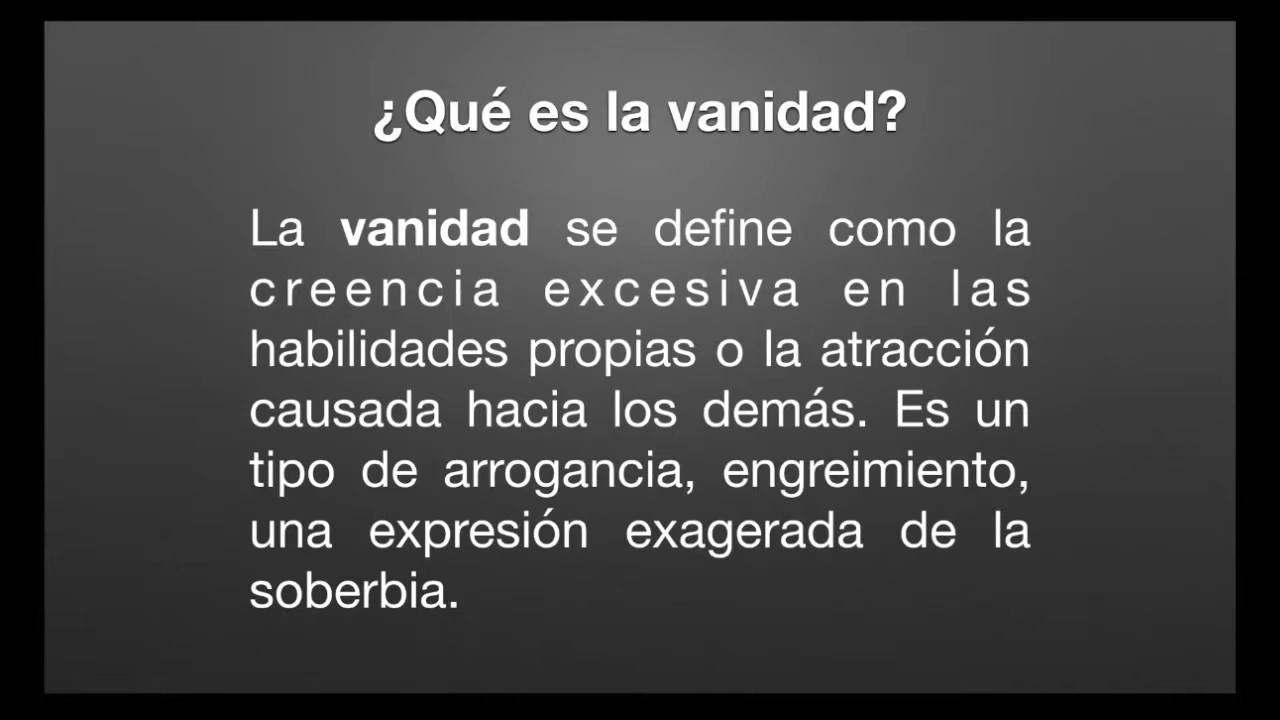 ¿Qué es la vanidad?
La vanidad se define como la
creencia excesiva en las
habilidades propias o la atracción
causada hacia los demás. Es un
tipo de arrogancia, engreimiento,
una expresión exagerada de la
soberbia.